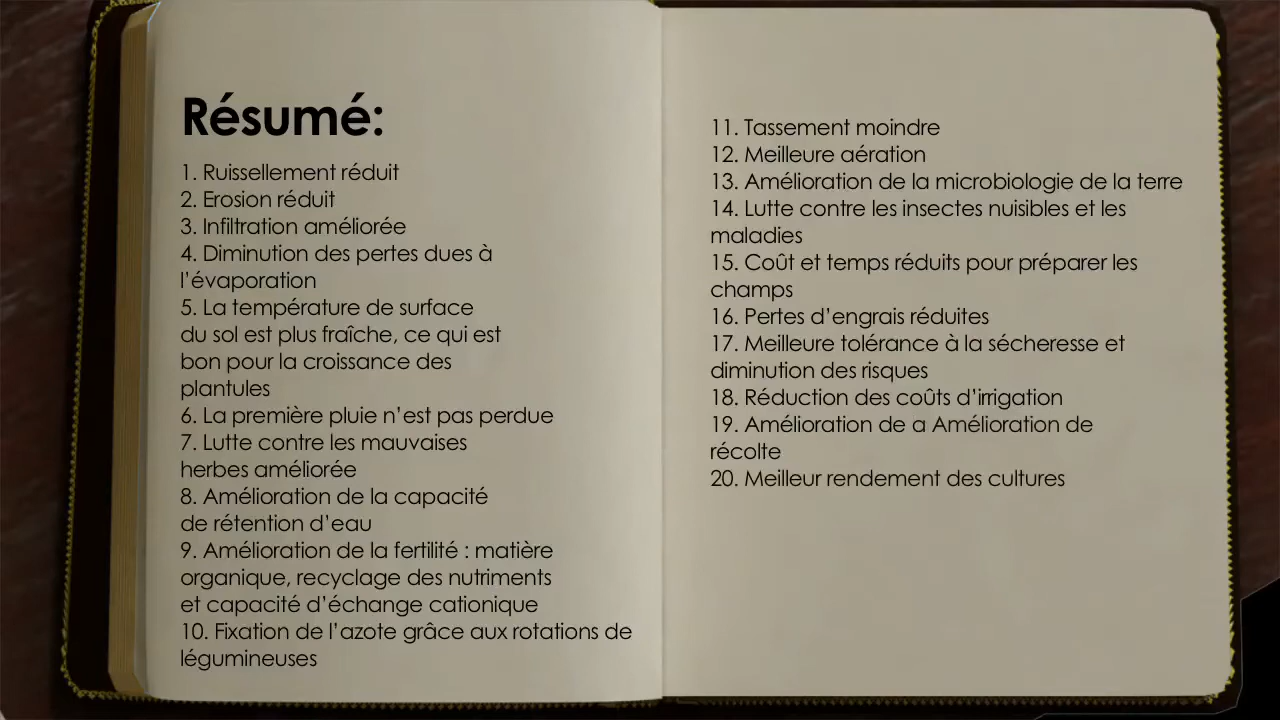 Résumé:
1. Ruissellement réduit
2. Erosion réduit
3. Infiltration améliorée
4. Diminution des pertes dues à
l'évaporation
5. La température de surface
du sol est plus fraîche, ce qui est
bon pour la croissance des
plantules
6. La première pluie n'est pas perdue
7. Lutte contre les mauvaises
herbes améliorée
8. Amélioration de la capacité
de rétention d'eau
9. Amélioration de la fertilité : matière
organique, recyclage des nutriments
et capacité d'échange cationique
10. Fixation de l'azote grâce aux rotations de
légumineuses
11. Tassement moindre
12. Meilleure aération
13. Amélioration de la microbiologie de la terre
14. Lutte contre les insectes nuisibles et les
maladies
15. Coût et temps réduits pour préparer les
champs
16. Pertes d'engrais réduites
17. Meilleure tolérance à la sécheresse et
diminution des risques
18. Réduction des coûts d'irrigation
19. Amélioration de a Amélioration de
récolte
20. Meilleur rendement des cultures